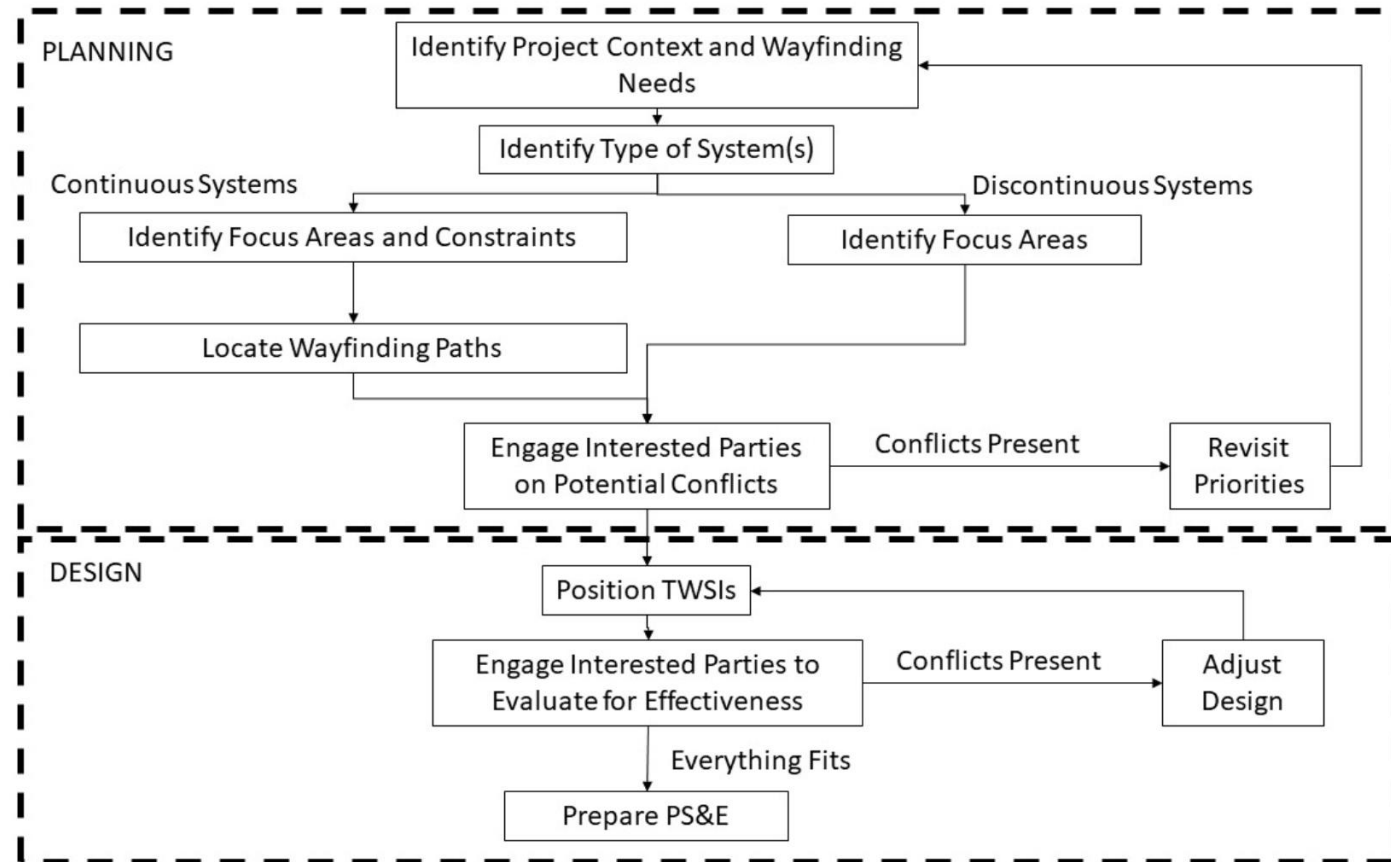 PLANNING
Identify Project Context and Wayfinding
Needs
Identify Type of System(s)
Continuous Systems
Discontinuous Systems
Identify Focus Areas and Constraints
Identify Focus Areas
Locate Wayfinding Paths
Engage Interested Parties
on Potential Conflicts
Conflicts Present
Revisit
Priorities
DESIGN
Position TWSIs
Engage Interested Parties to
Evaluate for Effectiveness
Conflicts Present
Adjust
Design
Everything Fits
Prepare PS&E